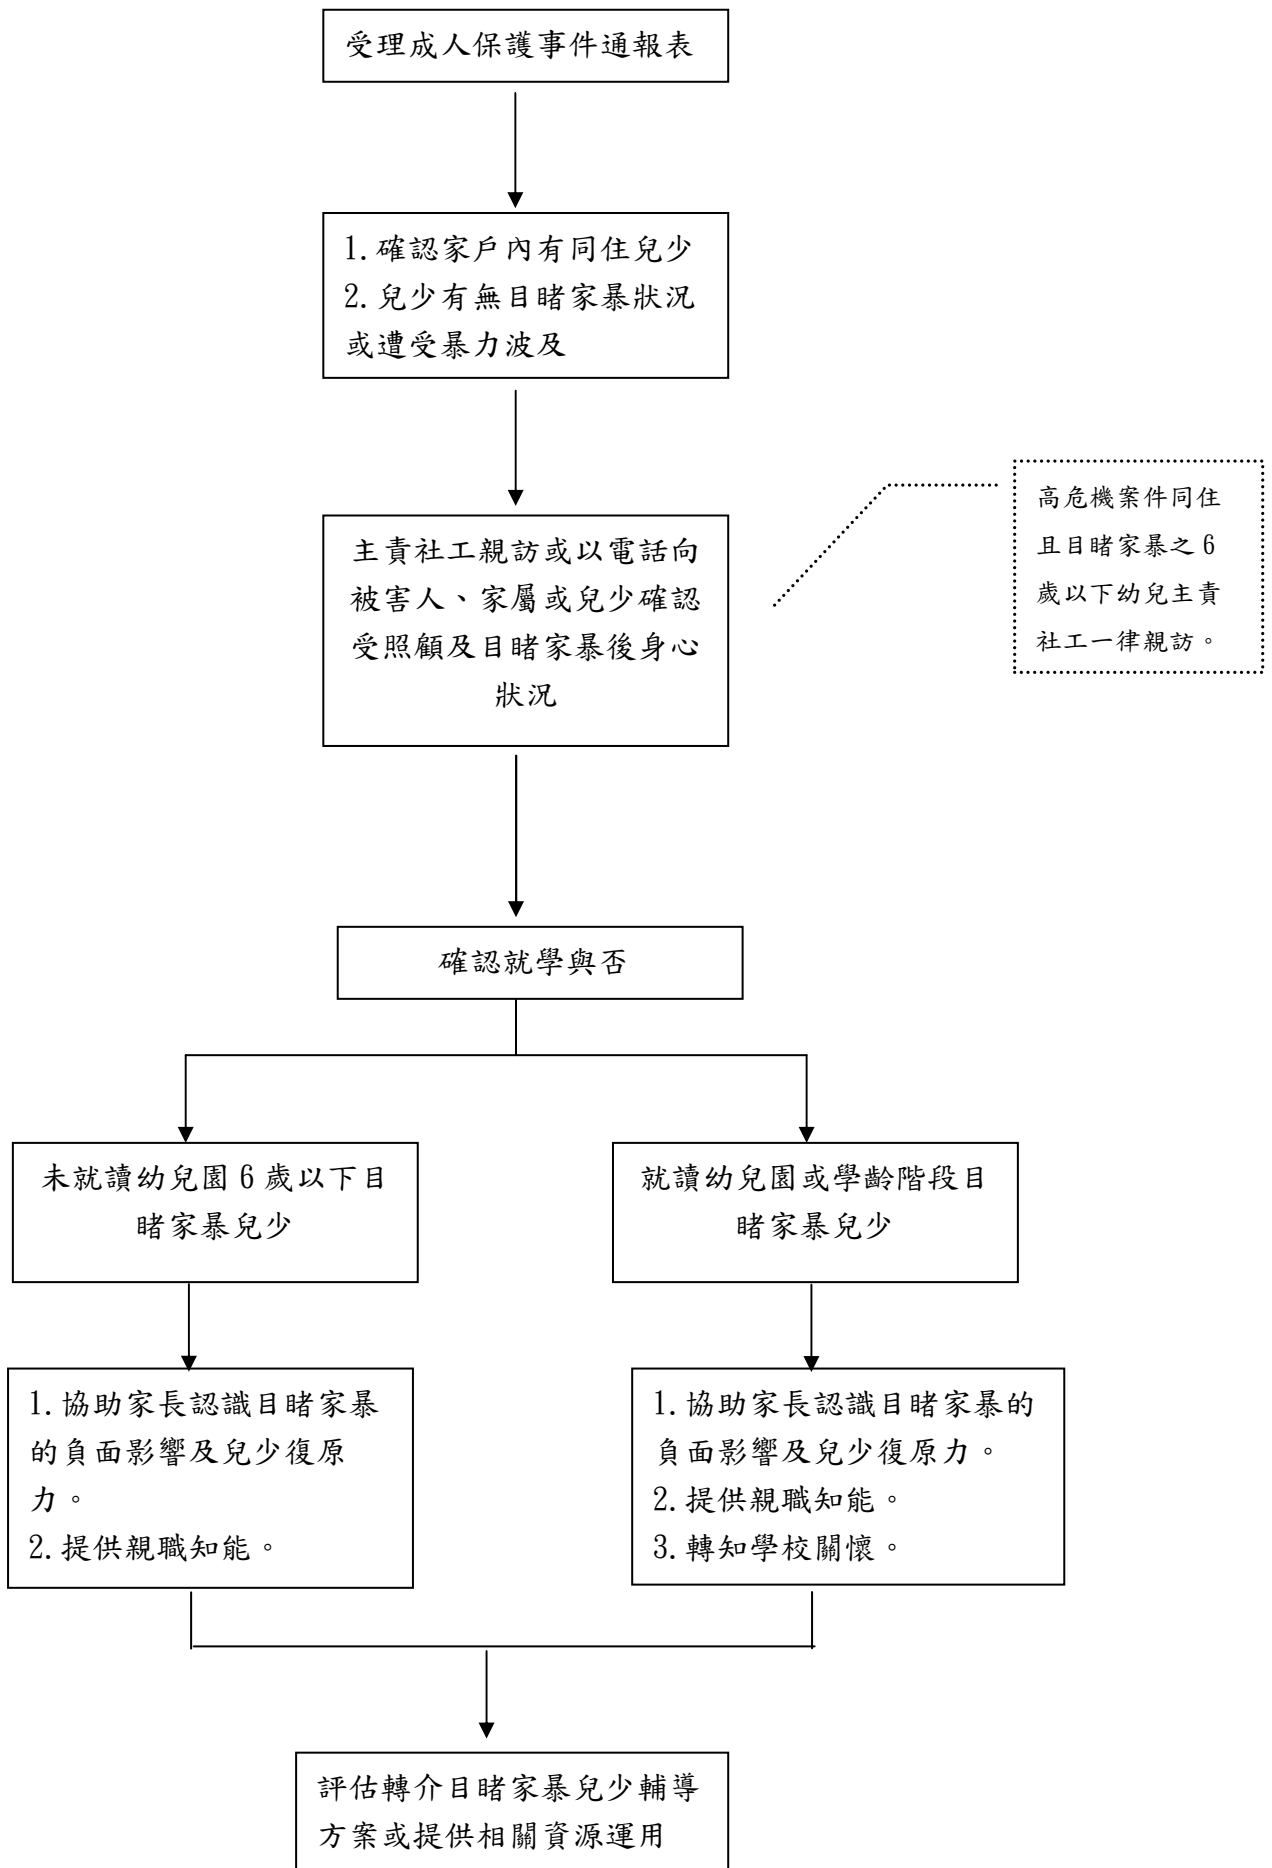 受理成人保護事件通報表
1.確認家戶內有同住兒少
2.兒少有無目睹家暴狀況
或遭受暴力波及
主責社工親訪或以電話向
被害人、家屬或兒少確認
受照顧及目睹家暴後身心
狀況
高危機案件同住
且目睹家暴之 6
歲以下幼兒主責
社工一律親訪。
確認就學與否
未就讀幼兒園 6 歲以下目
睹家暴兒少
就讀幼兒園或學齡階段目
睹家暴兒少
1.協助家長認識目睹家暴
的負面影響及兒少復原
力。
2.提供親職知能。
1.協助家長認識目睹家暴的
負面影響及兒少復原力。
2.提供親職知能。
3.轉知學校關懷。
評估轉介目睹家暴兒少輔導
方案或提供相關資源運用